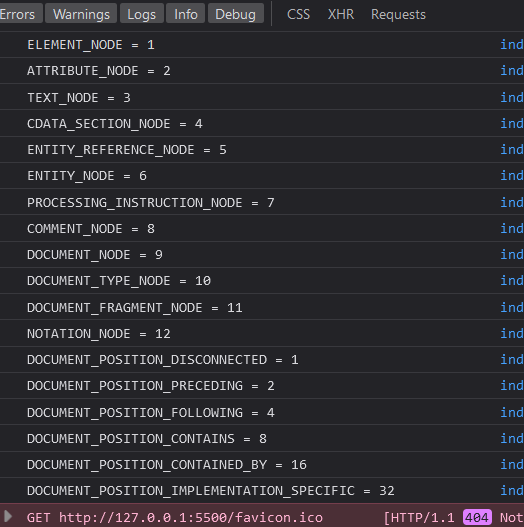 Errors Warnings Logs Info Debug CSS XHR Requests
ELEMENT_NODE = 1 ind
ATTRIBUTE_NODE = 2 ind
TEXT_NODE = 3 ind
CDATA_SECTION_NODE = 4 ind
ENTITY_REFERENCE_NODE = 5 ind
ENTITY_NODE = 6 ind
PROCESSING_INSTRUCTION_NODE = 7 ind
COMMENT_NODE = 8 ind
DOCUMENT_NODE = 9 ind
DOCUMENT_TYPE_NODE = 10 ind
DOCUMENT_FRAGMENT_NODE = 11 ind
NOTATION_NODE = 12 ind
DOCUMENT_POSITION_DISCONNECTED = 1 ind
DOCUMENT_POSITION_PRECEDING = 2 ind
DOCUMENT_POSITION_FOLLOWING = 4 ind
DOCUMENT_POSITION_CONTAINS = 8 ind
DOCUMENT_POSITION_CONTAINED_BY = 16 ind
DOCUMENT_POSITION_IMPLEMENTATION_SPECIFIC = 32 ind
GET http://127.0.0.1:5500/favicon.ico [HTTP/1.1 404 Not